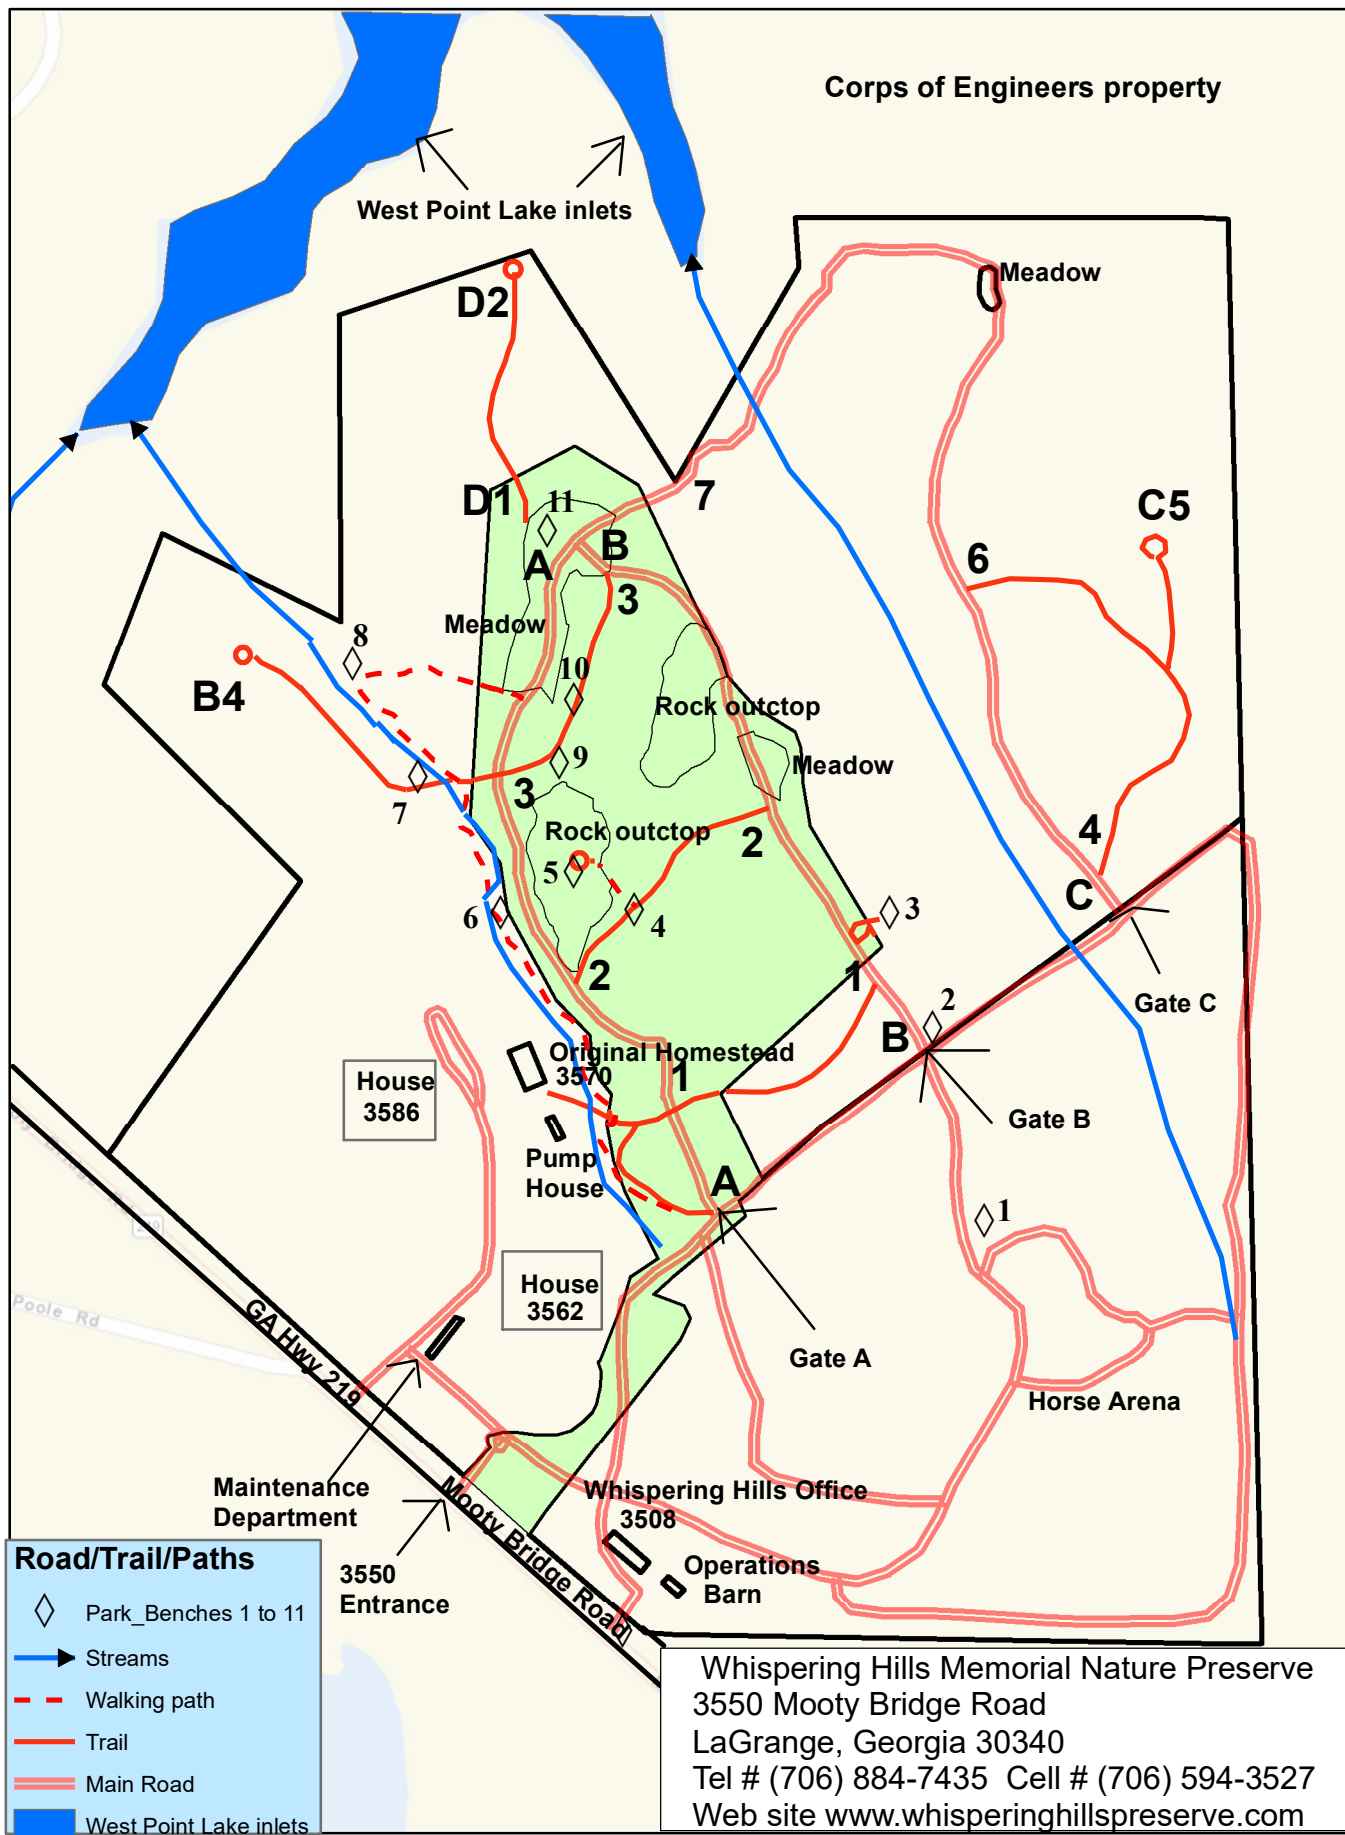 Corps of Engineers property
West Point Lake inlets
Meadow
D2
7
D1
11
C5
A
B
6
3
Meadow
8
10
B4
Rock outctop
9
Meadow
7
3
Rock outctop
2
4
5
C
6
4
3
2
1
2
Gate C
B
Original Homestead
3570
1
House
3586
Gate B
Pump
House
A
1
House
3562
Poole Rd
GA Hwy 219
Gate A
Horse Arena
Maintenance
Department
Mooty Bridge Road
Whispering Hills Office
3508
3550
Entrance
Operations
Barn
Road/Trail/Paths
Park_Benches 1 to 11
Streams
Walking path
Trail
Main Road
West Point Lake inlets
Whispering Hills Memorial Nature Preserve
3550 Mooty Bridge Road
LaGrange, Georgia 30340
Tel # (706) 884-7435 Cell # (706) 594-3527
Web site www.whisperinghillspreserve.com